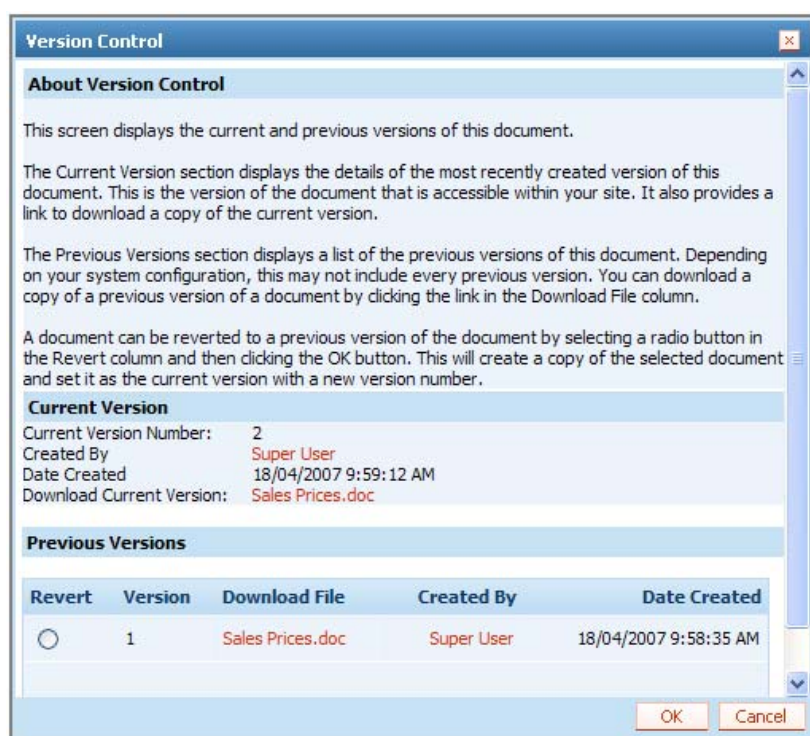 Version Control
About Version Control
This screen displays the current and previous versions of this document.
The Current Version section displays the details of the most recently created version of this
document. This is the version of the document that is accessible within your site. It also provides a
link to download a copy of the current version.
The Previous Versions section displays a list of the previous versions of this document. Depending
on your system configuration, this may not include every previous version. You can download a
copy of a previous version of a document by clicking the link in the Download File column.
A document can be reverted to a previous version of the document by selecting a radio button in
the Revert column and then clicking the OK button. This will create a copy of the selected document
and set it as the current version with a new version number.
Current Version
Current Version Number: 2
Created By Super User
Date Created 18/04/2007 9:59:12 AM
Download Current Version: Sales Prices.doc
Previous Versions
Revert Version Download File Created By Date Created
1 Sales Prices.doc Super User 18/04/2007 9:58:35 AM
OK Cancel